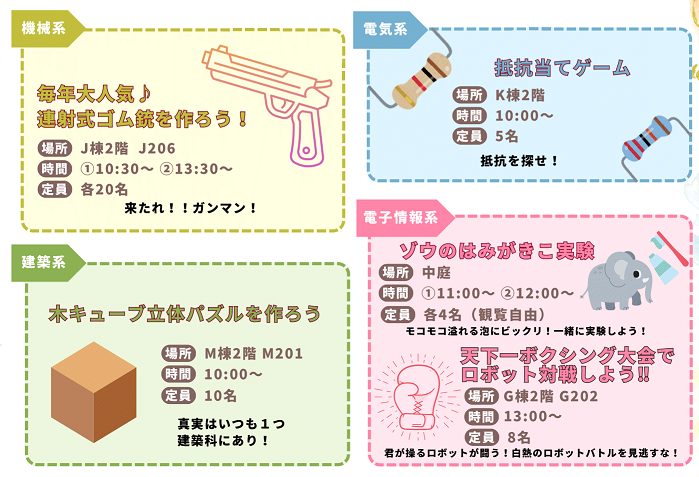 機械系
毎年大人気♪
連射式ゴム銃を作ろう！
場所 J棟2階 J206
時間 ①10:30～ ②13:30～
定員 各20名
来たれ！！ガンマン！
電気系
抵抗当てゲーム
場所 K棟2階
時間 10:00～
定員 5名
抵抗を探せ！
建築系
木キューブ立体パズルを作ろう
場所 M棟2階 M201
時間 10:00～
定員 10名
真実はいつも１つ
建築科にあり！
電子情報系
ゾウのはみがきこ実験
場所 中庭
時間 ①11:00～ ②12:00～
定員 各4名（観覧自由）
モコモコ溢れる泡にビックリ！一緒に実験しよう！
天下一ボクシング大会で
ロボット対戦しよう!!
場所 G棟2階 G202
時間 13:00～
定員 8名
君が操るロボットが闘う！白熱のロボットバトルを見逃すな！